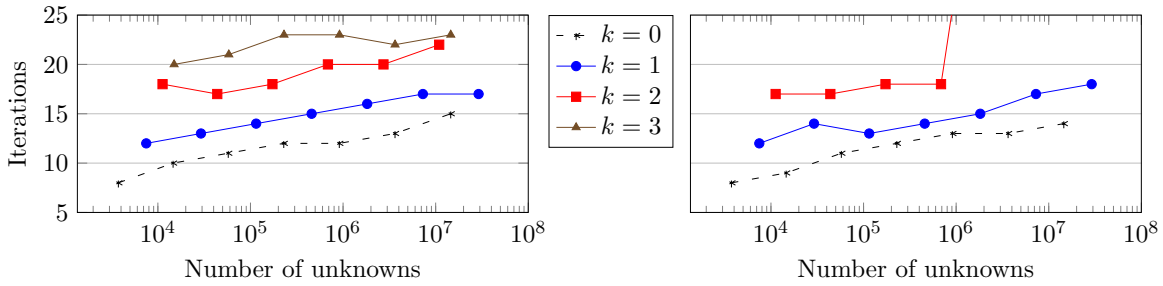 25
20
15
10
5
Iterations
10^4
10^5
10^6
10^7
10^8
Number of unknowns
k = 0
k = 1
k = 2
k = 3
10^4
10^5
10^6
10^7
10^8
Number of unknowns